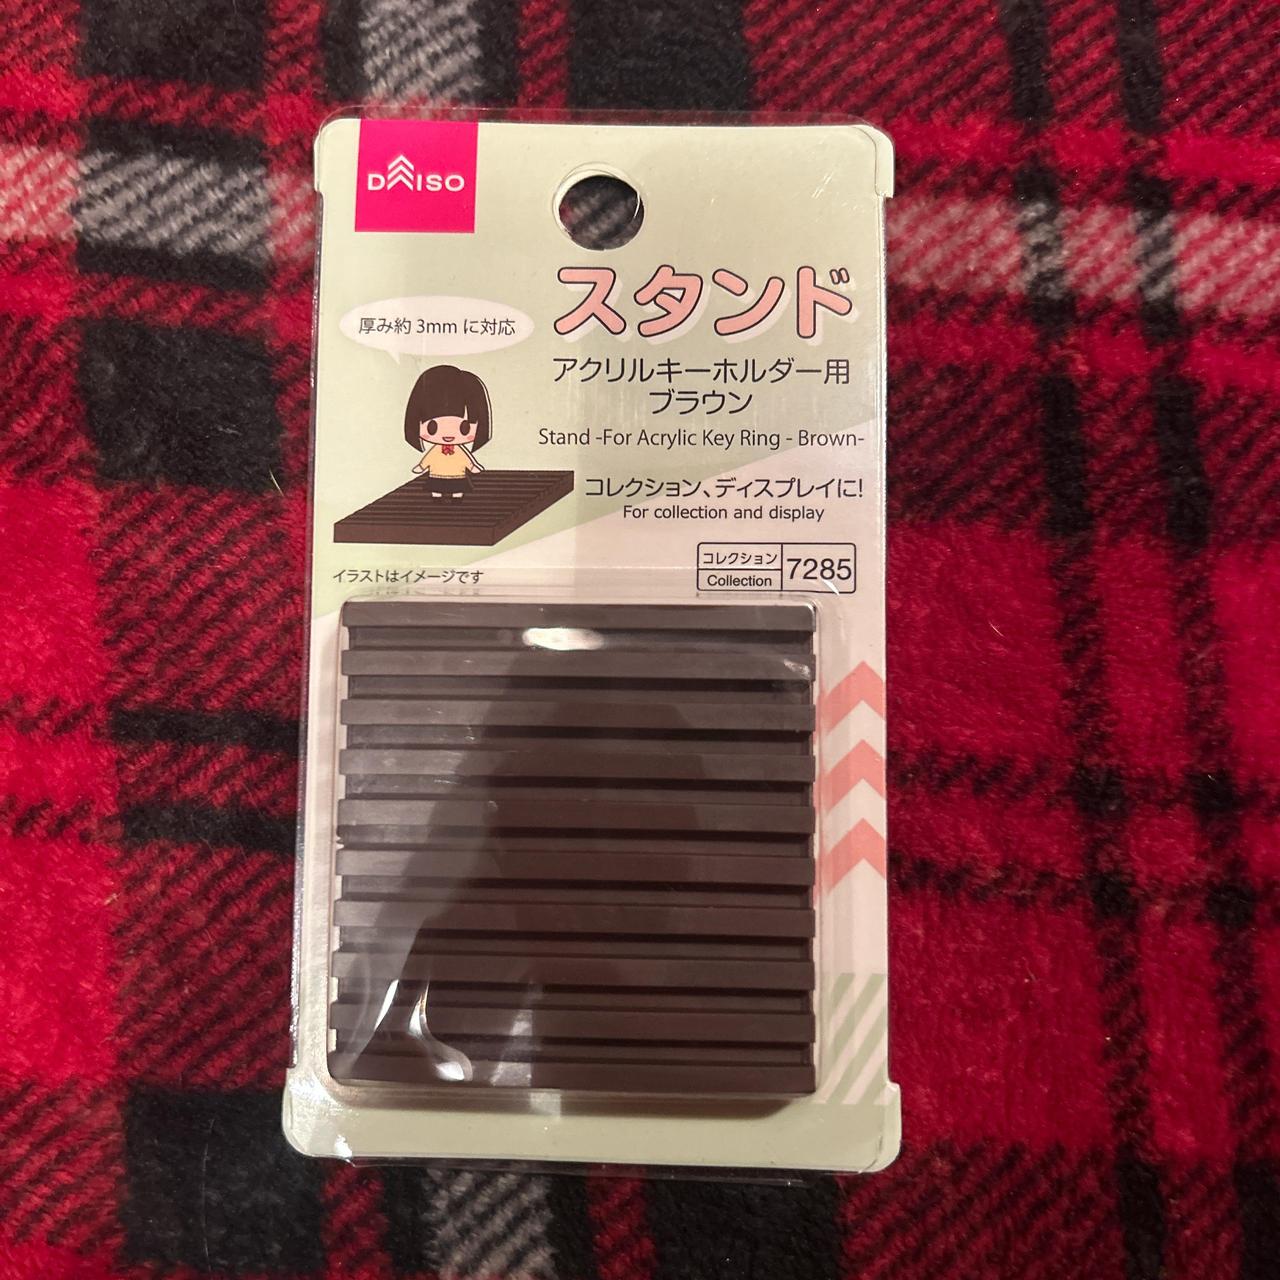 DAISO
スタンド
厚み約3mmに対応
アクリルキーホルダー用
ブラウン
Stand -For Acrylic Key Ring - Brown-
コレクション、ディスプレイに!
For collection and display
イラストはイメージです
コレクション
Collection
7285